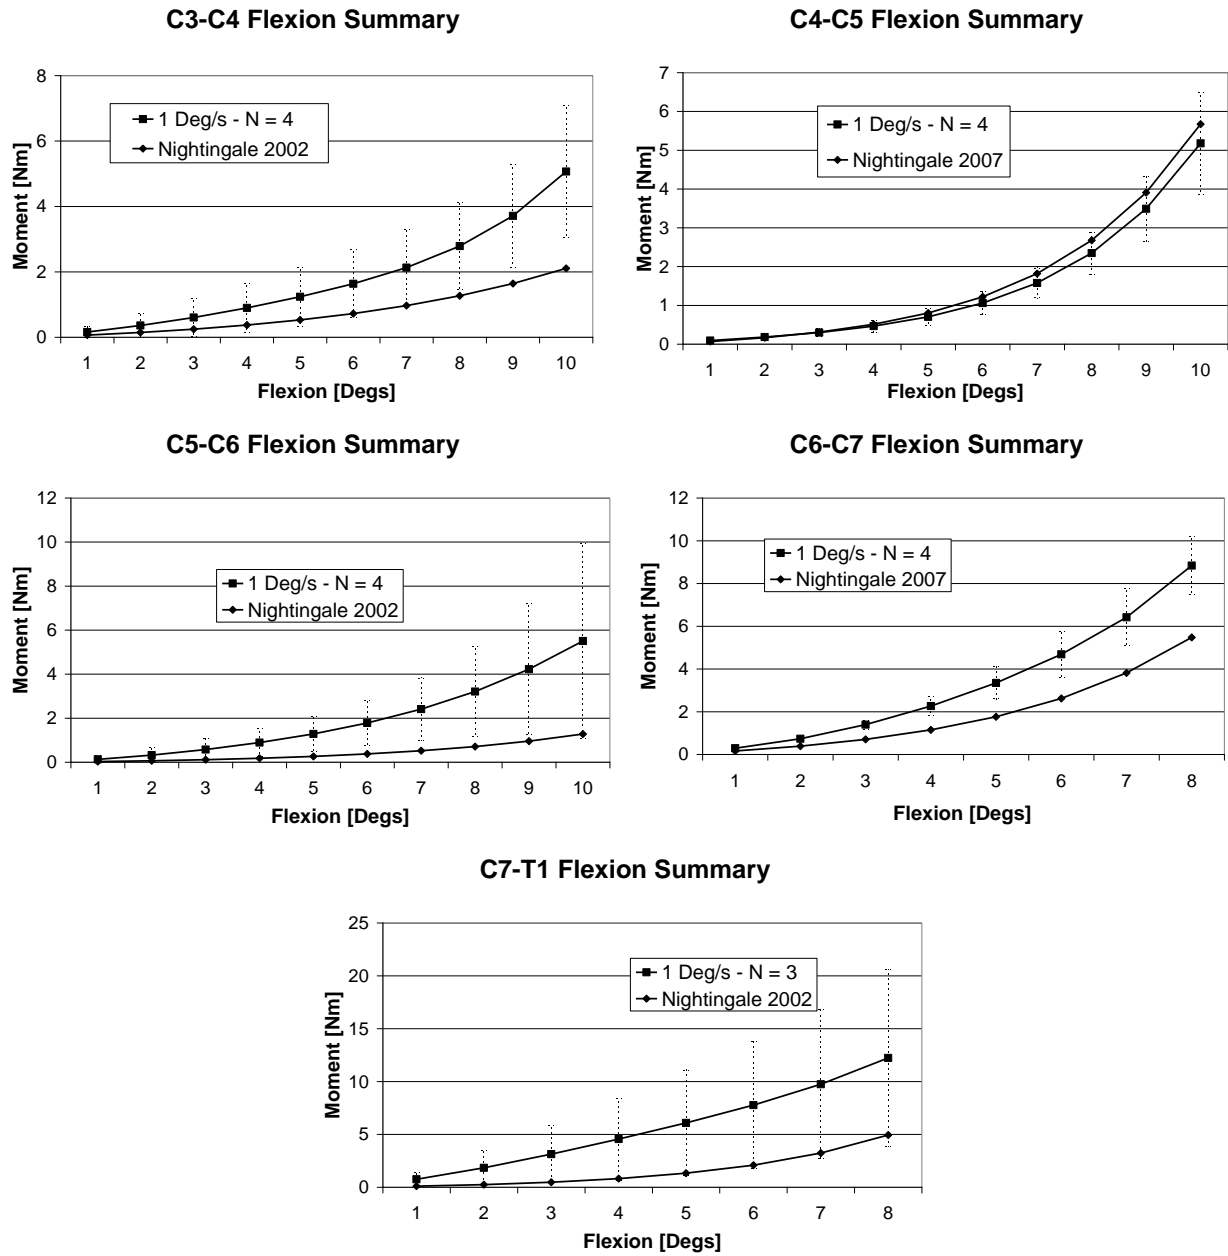 C3-C4 Flexion Summary
Moment [Nm]
8
6
4
2
0
1 Deg/s - N = 4
Nightingale 2002
1 2 3 4 5 6 7 8 9 10
Flexion [Degs]
C4-C5 Flexion Summary
Moment [Nm]
7
6
5
4
3
2
1
0
1 Deg/s - N = 4
Nightingale 2007
1 2 3 4 5 6 7 8 9 10
Flexion [Degs]
C5-C6 Flexion Summary
Moment [Nm]
12
10
8
6
4
2
0
1 Deg/s - N = 4
Nightingale 2002
1 2 3 4 5 6 7 8 9 10
Flexion [Degs]
C6-C7 Flexion Summary
Moment [Nm]
12
10
8
6
4
2
0
1 Deg/s - N = 4
Nightingale 2007
1 2 3 4 5 6 7 8
Flexion [Degs]
C7-T1 Flexion Summary
Moment [Nm]
25
20
15
10
5
0
1 Deg/s - N = 3
Nightingale 2002
1 2 3 4 5 6 7 8
Flexion [Degs]